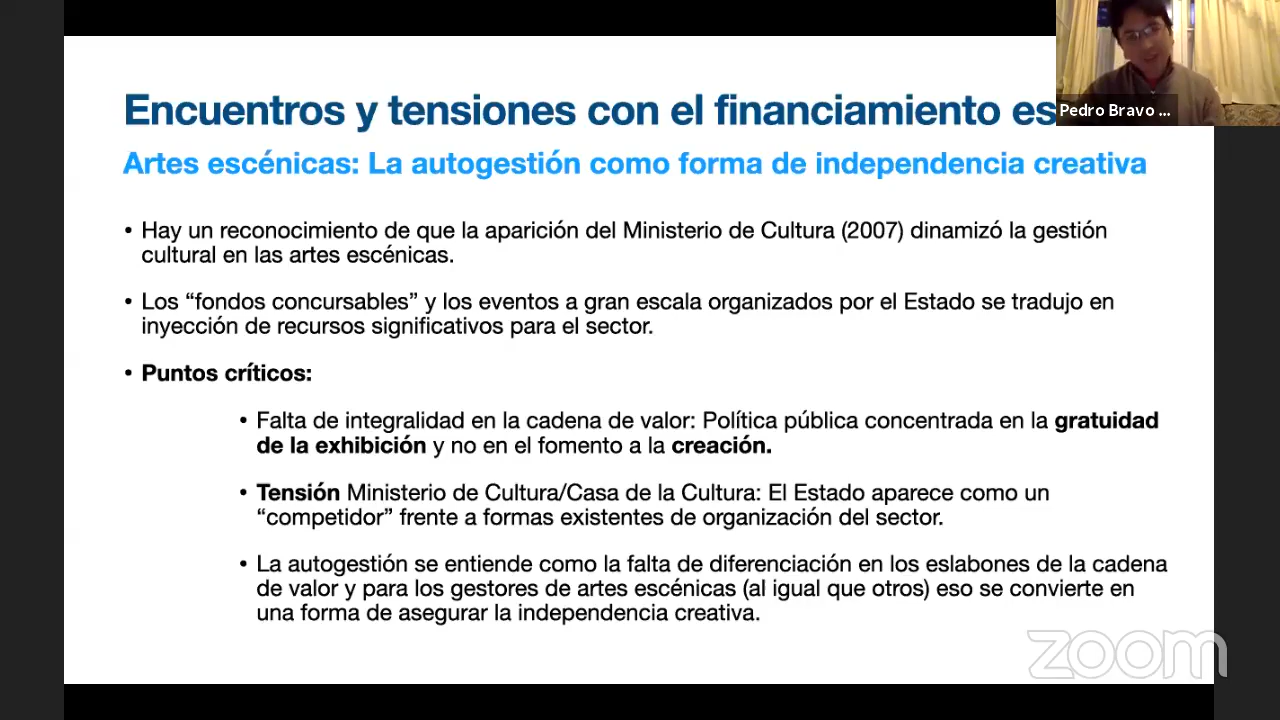 Encuentros y tensiones con el financiamiento es
Pedro Bravo ...
Artes escénicas: La autogestión como forma de independencia creativa
• Hay un reconocimiento de que la aparición del Ministerio de Cultura (2007) dinamizó la gestión
cultural en las artes escénicas.
• Los “fondos concursables” y los eventos a gran escala organizados por el Estado se tradujo en
inyección de recursos significativos para el sector.
• Puntos críticos:
• Falta de integralidad en la cadena de valor: Política pública concentrada en la gratuidad
de la exhibición y no en el fomento a la creación.
• Tensión Ministerio de Cultura/Casa de la Cultura: El Estado aparece como un
“competidor” frente a formas existentes de organización del sector.
• La autogestión se entiende como la falta de diferenciación en los eslabones de la cadena
de valor y para los gestores de artes escénicas (al igual que otros) eso se convierte en
una forma de asegurar la independencia creativa.
zoom